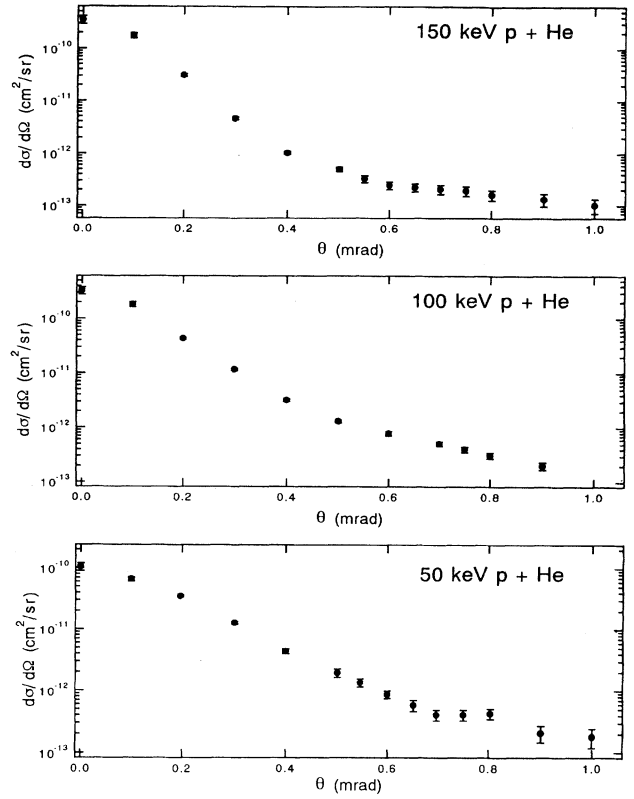 150 keV p + He
dσ/dΩ (cm²/sr)
10⁻¹⁰
10⁻¹¹
10⁻¹²
10⁻¹³
0.0 0.2 0.4 0.6 0.8 1.0
θ (mrad)
100 keV p + He
dσ/dΩ (cm²/sr)
10⁻¹⁰
10⁻¹¹
10⁻¹²
10⁻¹³
0.0 0.2 0.4 0.6 0.8 1.0
θ (mrad)
50 keV p + He
dσ/dΩ (cm²/sr)
10⁻¹⁰
10⁻¹¹
10⁻¹²
10⁻¹³
0.0 0.2 0.4 0.6 0.8 1.0
θ (mrad)